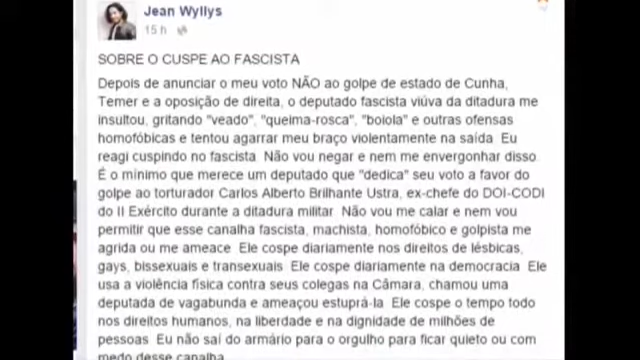 Jean Wyllys
15 h
SOBRE O CUSPE AO FASCISTA
Depois de anunciar o meu voto NÃO ao golpe de estado de Cunha,
Temer e a oposição de direita, o deputado fascista viúva da ditadura me
insultou, gritando "veado", "queima-rosca", "boiola" e outras ofensas
homofóbicas e tentou agarrar meu braço violentamente na saída Eu
reagi cuspindo no fascista Não vou negar e nem me envergonhar disso
É o mínimo que merece um deputado que "dedica" seu voto a favor do
golpe ao torturador Carlos Alberto Brilhante Ustra, ex-chefe do DOI-CODI
do II Exército durante a ditadura militar Não vou me calar e nem vou
permitir que esse canalha fascista, machista, homofóbico e golpista me
agrida ou me ameace Ele cospe diariamente nos direitos de lésbicas,
gays, bissexuais e transexuais Ele cospe diariamente na democracia Ele
usa a violência física contra seus colegas na Câmara, chamou uma
deputada de vagabunda e ameaçou estuprá-la Ele cospe o tempo todo
nos direitos humanos, na liberdade e na dignidade de milhões de
pessoas Eu não saí do armário para o orgulho para ficar quieto ou com
medo desse canalha